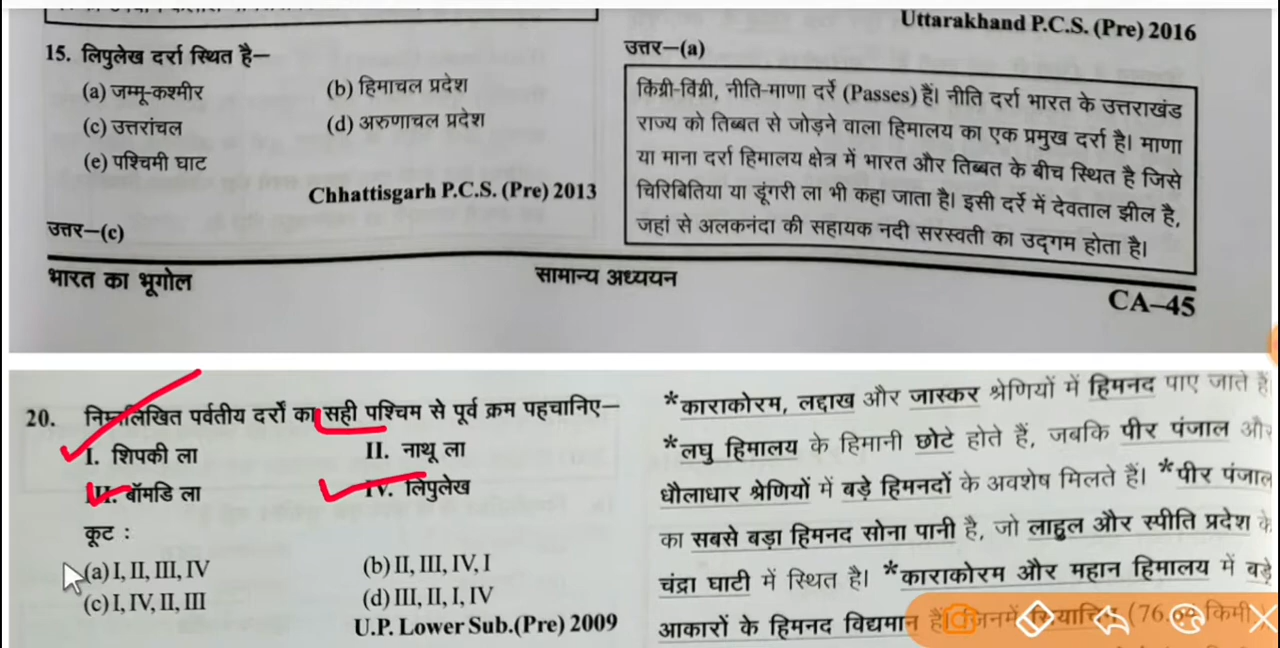 Uttarakhand P.C.S. (Pre) 2016
15. लिपुलेख दर्रा स्थित है–
(a) जम्मू-कश्मीर (b) हिमाचल प्रदेश
(c) उत्तरांचल (d) अरुणाचल प्रदेश
(e) पश्चिमी घाट
Chhattisgarh P.C.S. (Pre) 2013
उत्तर–(c)
उत्तर–(a)
किंग्री-विंग्री, नीति-माणा दर्रे (Passes) हैं। नीति दर्रा भारत के उत्तराखंड
राज्य को तिब्बत से जोड़ने वाला हिमालय का एक प्रमुख दर्रा है। माणा
या माना दर्रा हिमालय क्षेत्र में भारत और तिब्बत के बीच स्थित है जिसे
चिरिबितिया या डूंगरी ला भी कहा जाता है। इसी दर्रे में देवताल झील है,
जहां से अलकनंदा की सहायक नदी सरस्वती का उद्गम होता है।
भारत का भूगोल सामान्य अध्ययन CA–45
20. निम्नलिखित पर्वतीय दर्रों का सही पश्चिम से पूर्व क्रम पहचानिए–
I. शिपकी ला II. नाथू ला
III. बॉमडि ला IV. लिपुलेख
कूट :
(a) I, II, III, IV (b) II, III, IV, I
(c) I, IV, II, III (d) III, II, I, IV
U.P. Lower Sub.(Pre) 2009
*काराकोरम, लद्दाख और जास्कर श्रेणियों में हिमनद पाए जाते हैं
*लघु हिमालय के हिमानी छोटे होते हैं, जबकि पीर पंजाल और
धौलाधार श्रेणियों में बड़े हिमनदों के अवशेष मिलते हैं। *पीर पंजाल
का सबसे बड़ा हिमनद सोना पानी है, जो लाहुल और स्पीति प्रदेश के
चंद्रा घाटी में स्थित है। *काराकोरम और महान हिमालय में बड़े
आकारों के हिमनद विद्यमान हैं। जिनमें सियाचिन (76.64 किमी